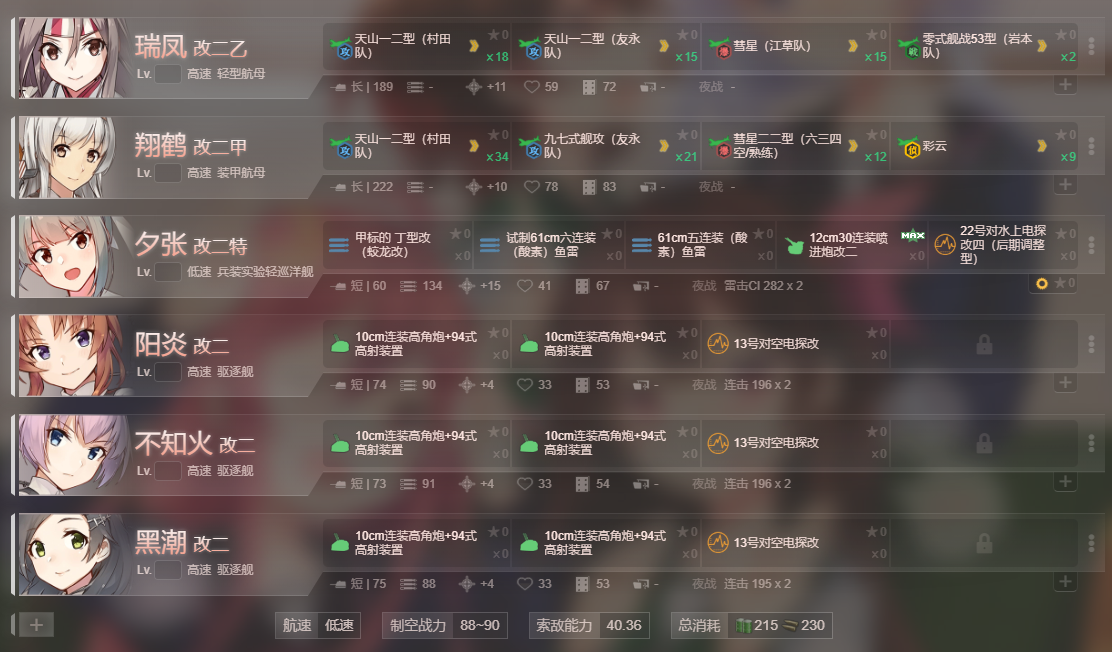 瑞凤 改二乙
Lv. 高速 轻型航母
天山一二型（村田
队）
★0
x18
天山一二型（友永
队）
★0
x15
彗星（江草队）
★0
x15
零式舰战53型（岩本
队）
★0
x2
长 | 189 - +11 59 72 - 夜战 -
翔鹤 改二甲
Lv. 高速 装甲航母
天山一二型（村田
队）
★0
x34
九七式舰攻（友永
队）
★0
x21
彗星二二型（六三四
空/熟练）
★0
x12
彩云
★0
x9
长 | 222 - +10 78 83 - 夜战 -
夕张 改二特
Lv. 低速 兵装实验轻巡洋舰
甲标的 丁型改
（蛟龙改）
★0
x0
试制61cm六连装
（酸素）鱼雷
★0
x0
61cm五连装（酸
素）鱼雷
★0
x0
12cm30连装喷
进炮改二
MAX
x0
22号对水上电探
改四（后期调整
型）
★0
x0
短 | 60 134 +15 41 67 - 夜战 雷击CI 282 x 2
★0
阳炎 改二
Lv. 高速 驱逐舰
10cm连装高角炮+94式
高射装置
★0
x0
10cm连装高角炮+94式
高射装置
★0
x0
13号对空电探改
★0
x0
短 | 74 90 +4 33 53 - 夜战 连击 196 x 2
不知火 改二
Lv. 高速 驱逐舰
10cm连装高角炮+94式
高射装置
★0
x0
10cm连装高角炮+94式
高射装置
★0
x0
13号对空电探改
★0
x0
短 | 73 91 +4 33 54 - 夜战 连击 196 x 2
黑潮 改二
Lv. 高速 驱逐舰
10cm连装高角炮+94式
高射装置
★0
x0
10cm连装高角炮+94式
高射装置
★0
x0
13号对空电探改
★0
x0
短 | 75 88 +4 33 53 - 夜战 连击 195 x 2
航速 低速 制空战力 88~90 索敌能力 40.36 总消耗 215 230